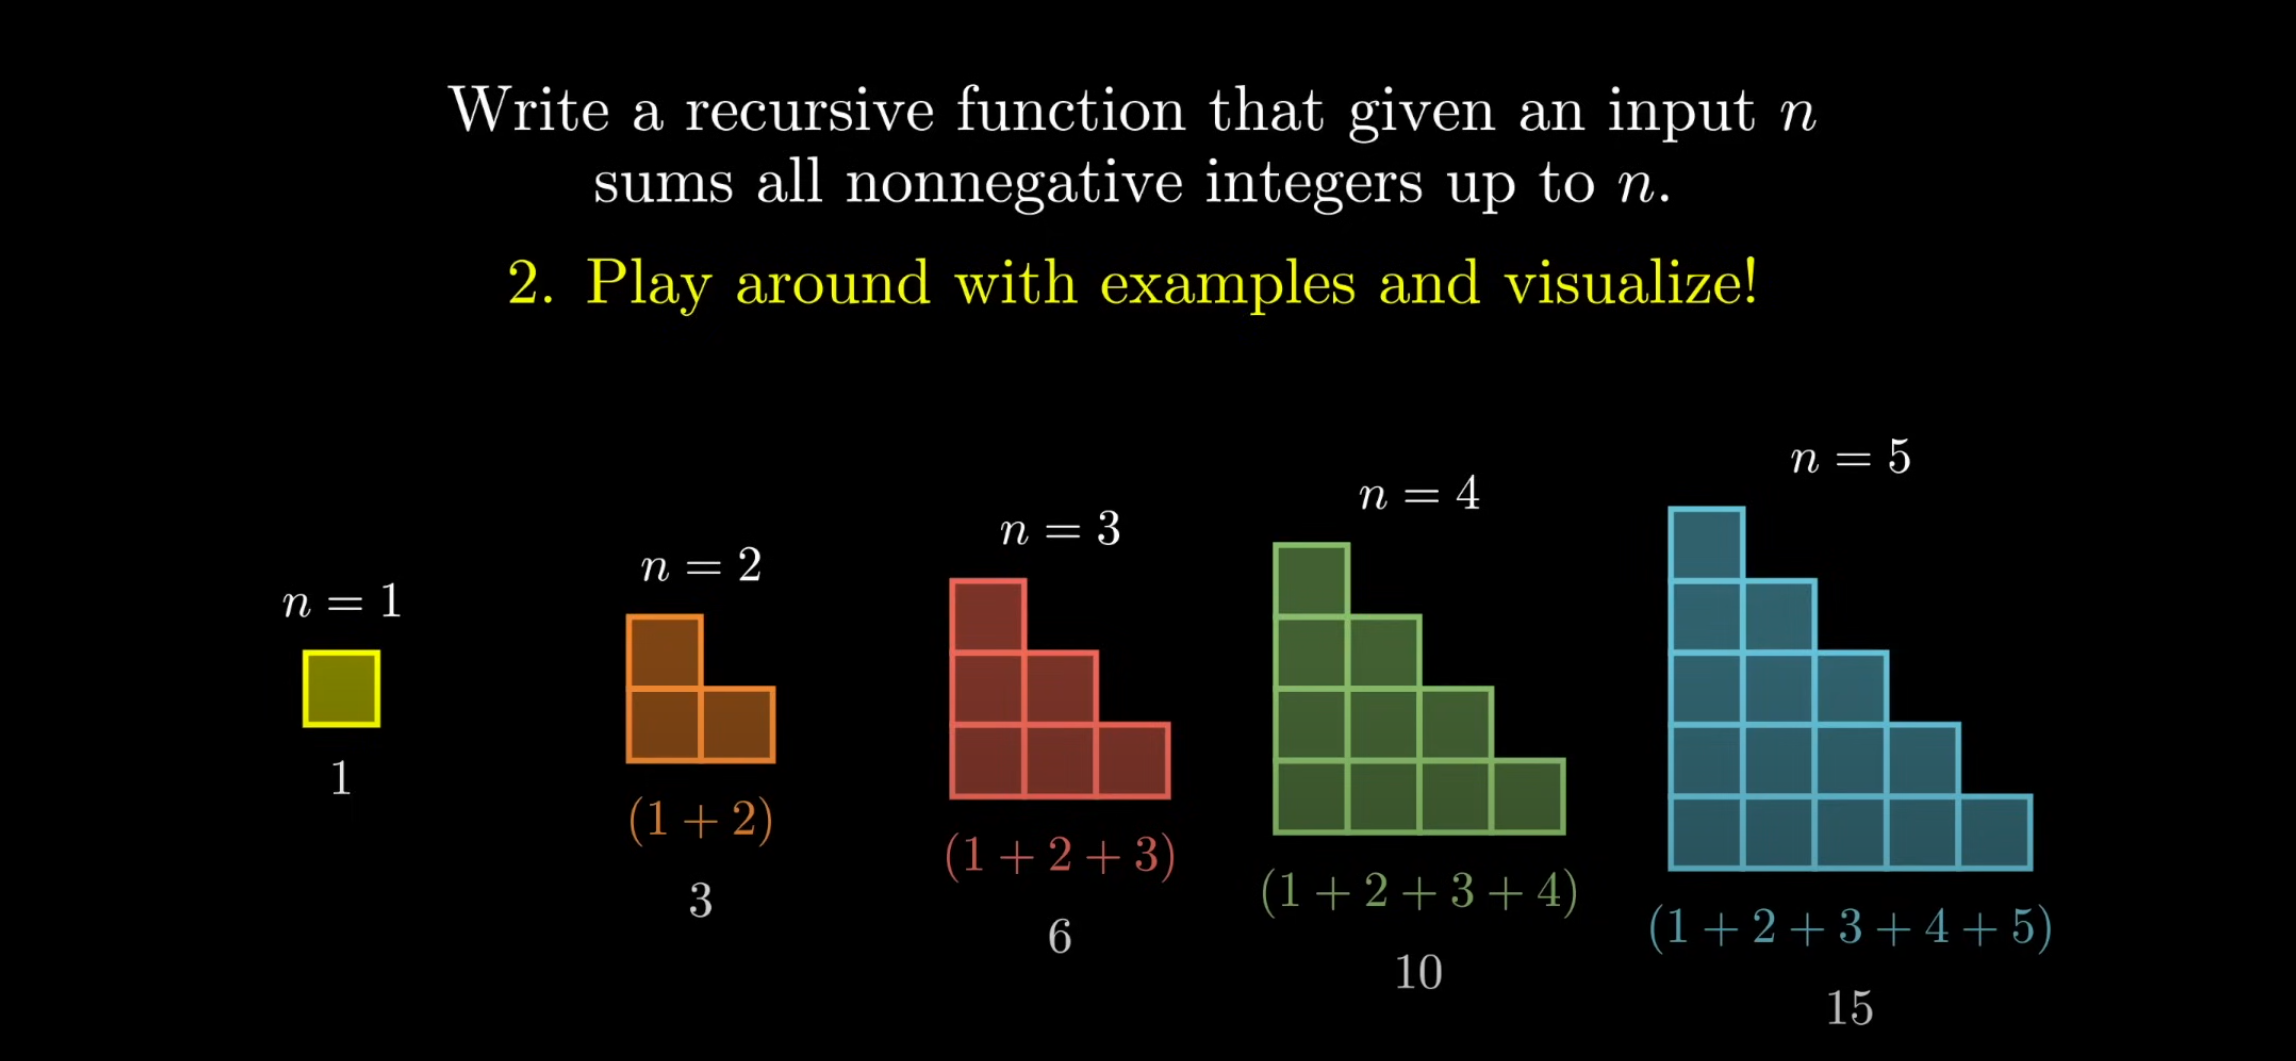 Write a recursive function that given an input n
sums all nonnegative integers up to n.
2. Play around with examples and visualize!
n = 1
1
n = 2
(1 + 2)
3
n = 3
(1 + 2 + 3)
6
n = 4
(1 + 2 + 3 + 4)
10
n = 5
(1 + 2 + 3 + 4 + 5)
15